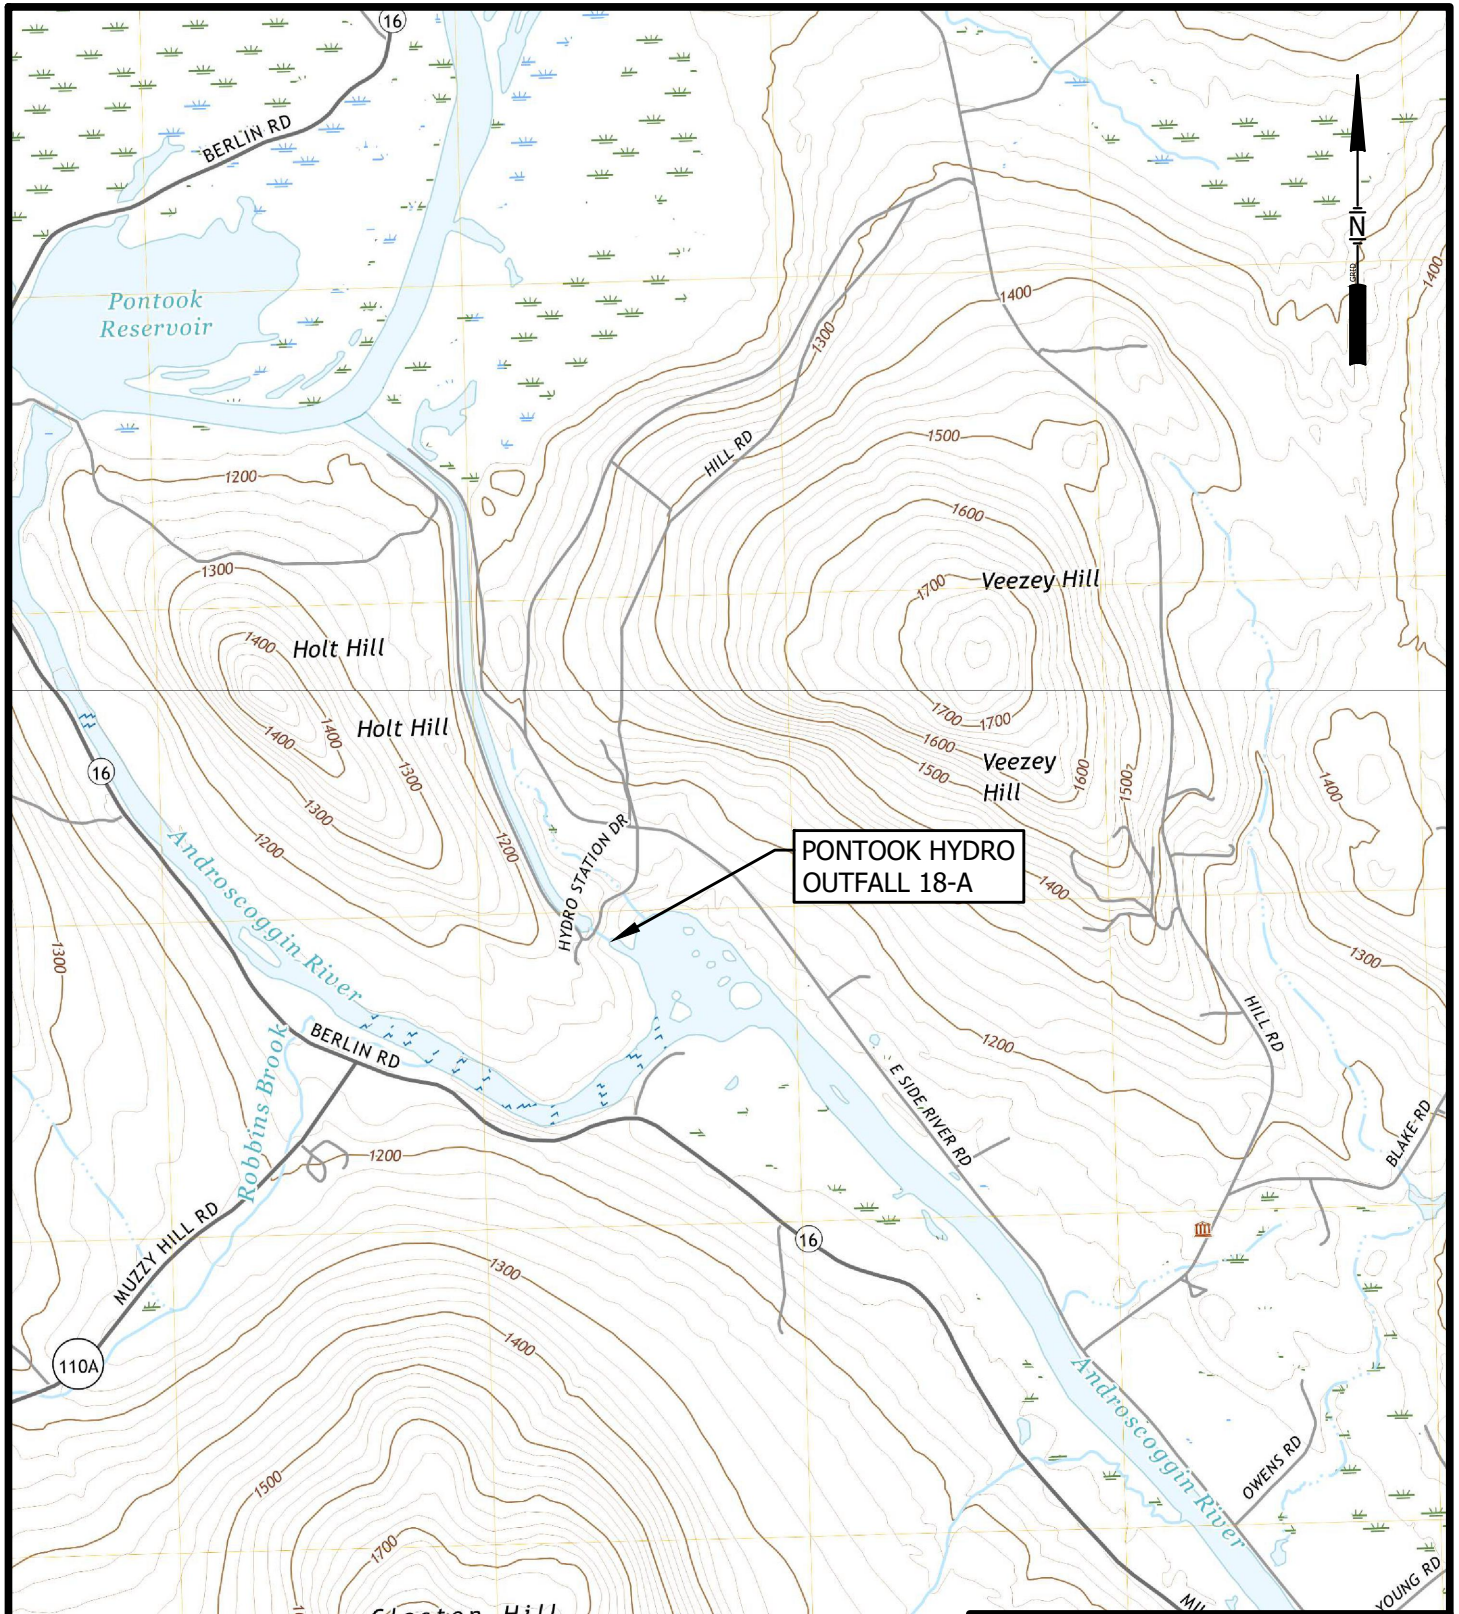 16
BERLIN RD
N
GRID
Pontook
Reservoir
1400
1400
1300
1500
HILL RD
1200
1600
1300
1700
Veezey Hill
1400
Holt Hill
1700
1700
Holt Hill
1400
1400
1600
1500
Veezey
Hill
1600
1500
1400
16
1300
1300
1200
1200
HYDRO STATION DR
PONTOOK HYDRO
OUTFALL 18-A
1400
Androscoggin River
1300
1300
HILL RD
1200
Robbins Brook
BERLIN RD
E SIDE RIVER RD
BLAKE RD
1200
MUZZY HILL RD
16
1300
1400
110A
Androscoggin River
1500
OWENS RD
1700
YOUNG RD
Hill